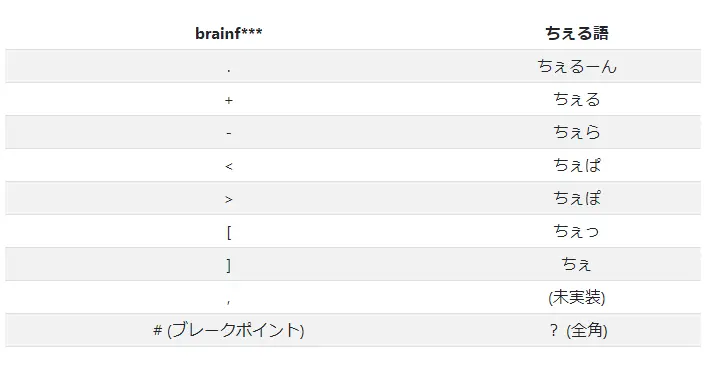 brainf*** ちぇる語
. ちぇるーん
+ ちぇる
- ちぇら
< ちぇぱ
> ちぇぽ
[ ちぇっ
] ちぇ
, (未実装)
# (ブレークポイント) ？ (全角)